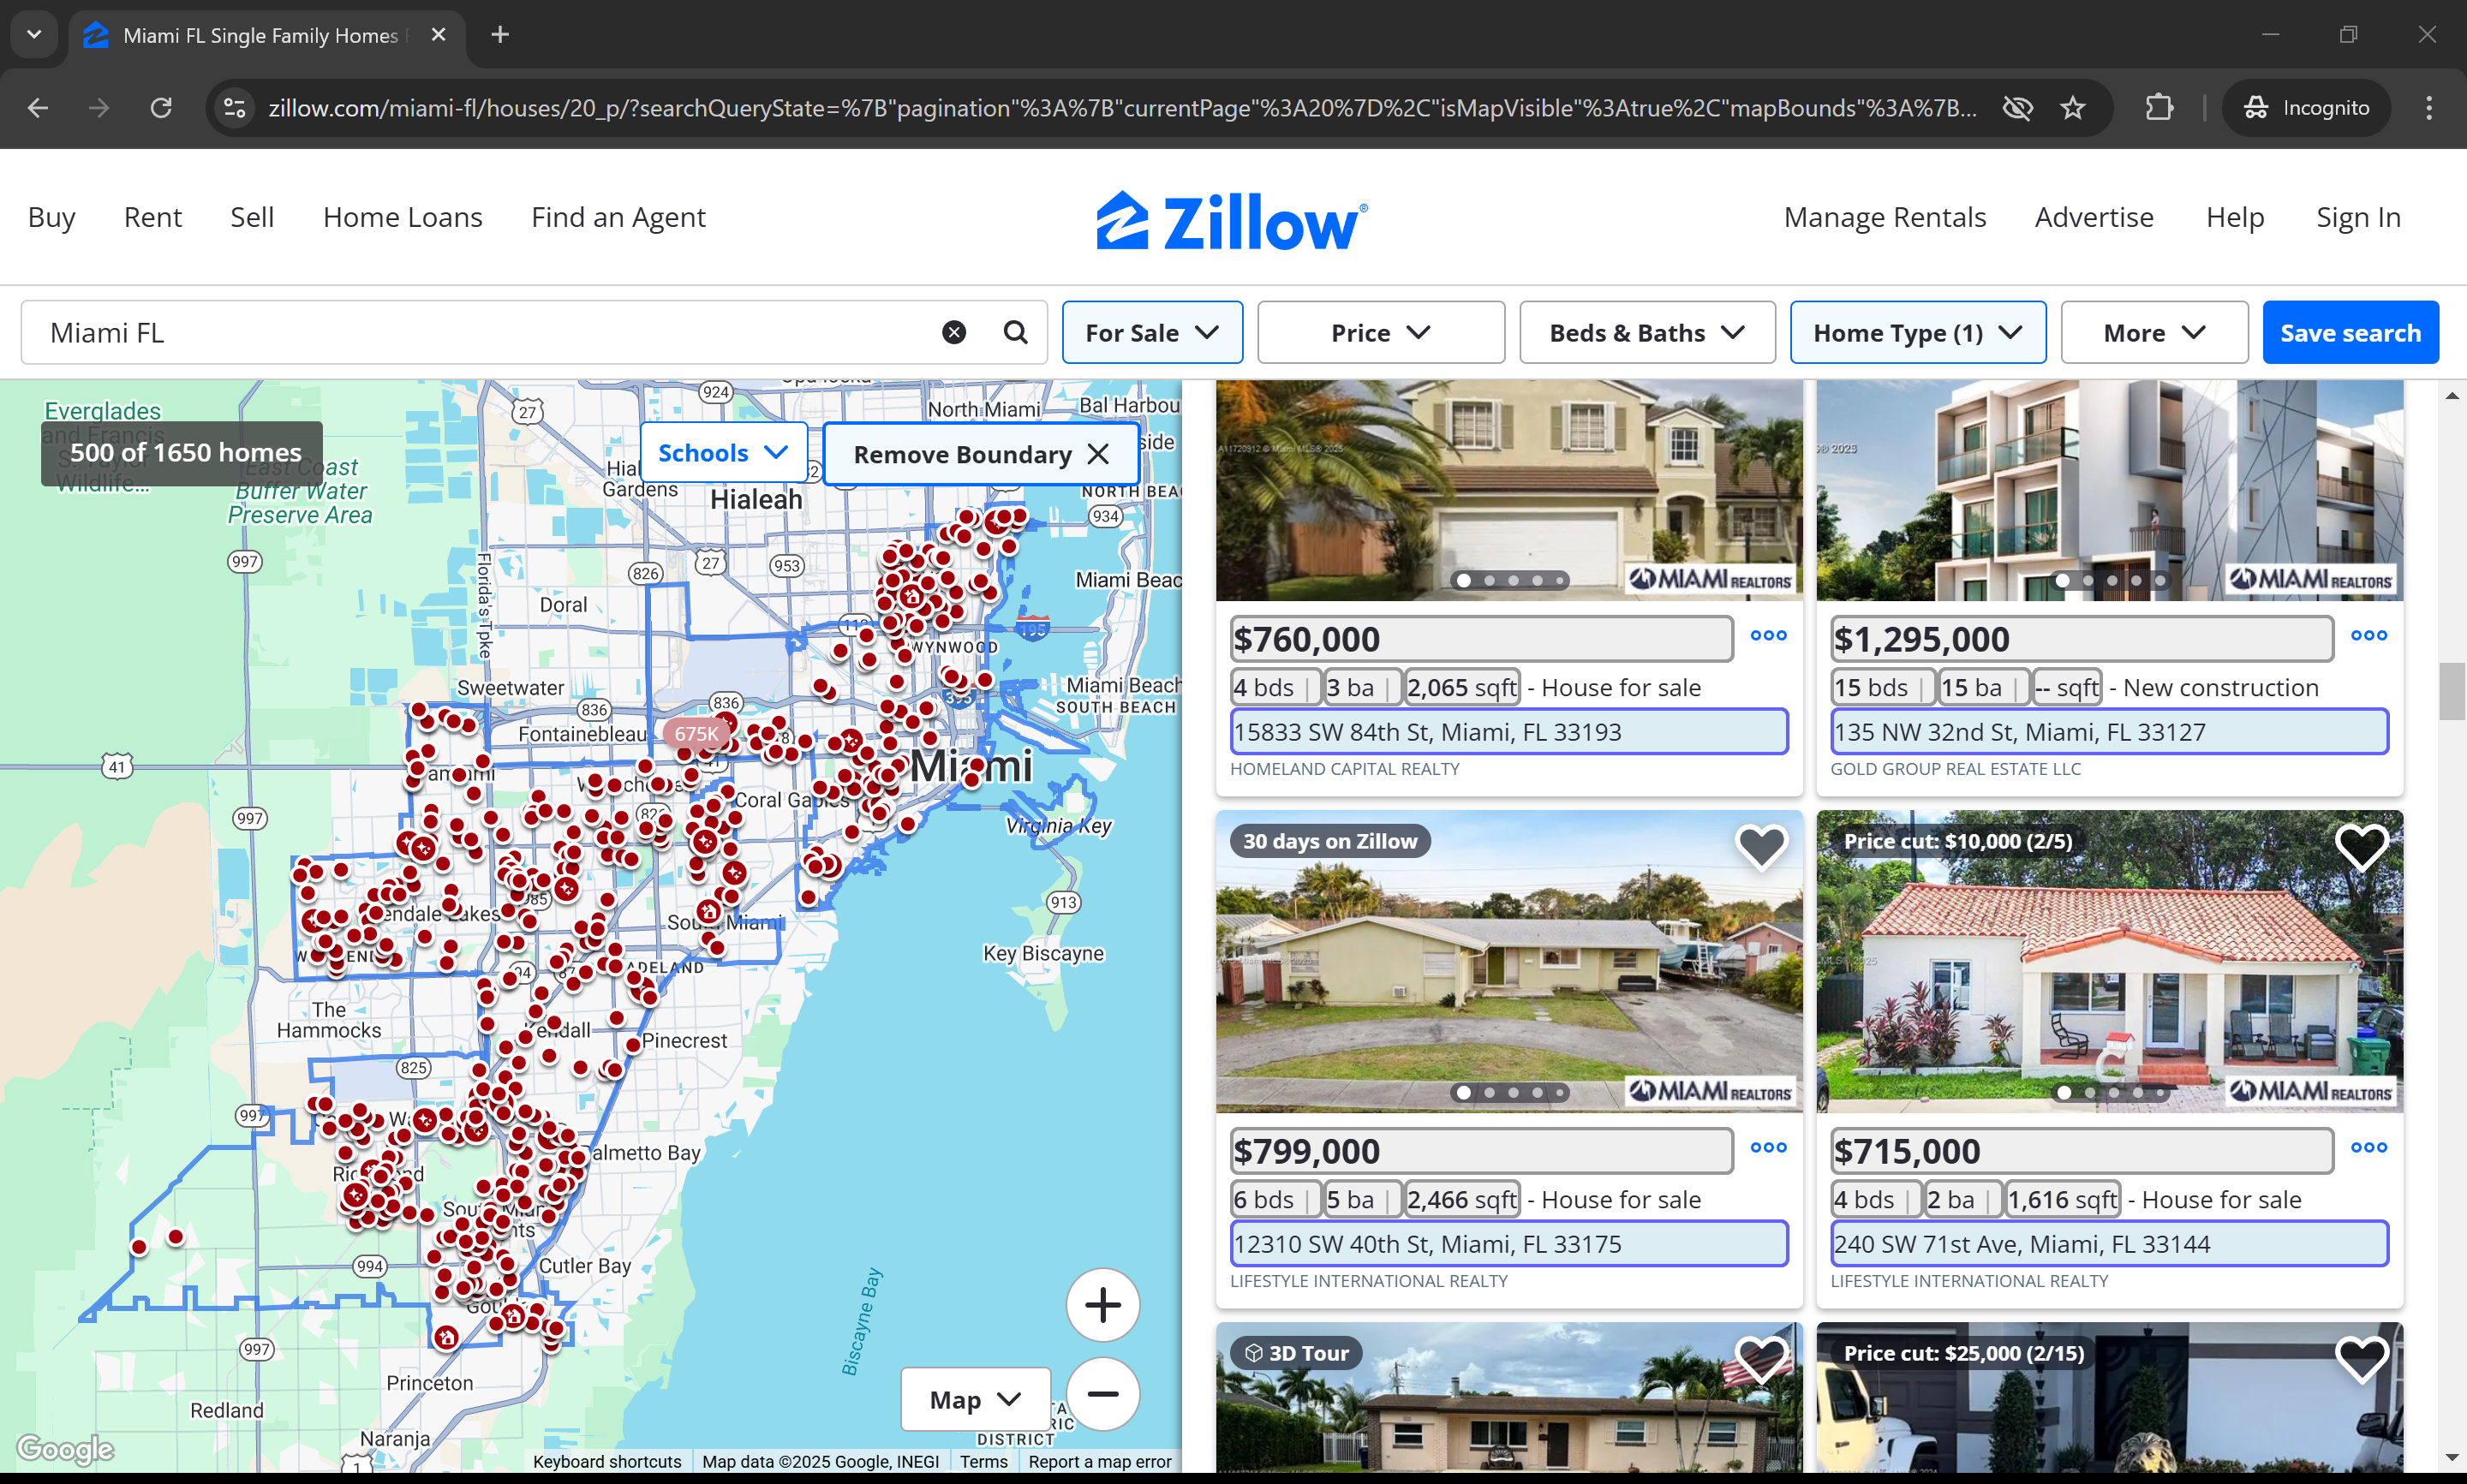 Miami FL Single Family Homes
zillow.com/miami-fl/houses/20_p/?searchQueryState=%7B"pagination"%3A%7B"currentPage"%3A20%7D%2C"isMapVisible"%3Atrue%2C"mapBounds"%3A%7B...
Incognito
Buy
Rent
Sell
Home Loans
Find an Agent
Zillow®
Manage Rentals
Advertise
Help
Sign In
Miami FL
For Sale
Price
Beds & Baths
Home Type (1)
More
Save search
500 of 1650 homes
Schools
Remove Boundary
Everglades
East Coast
Buffer Water
Preserve Area
924
27
North Miami
Gardens
Hialeah
934
NORTH
997
826
27
953
Florida's Tpke
Doral
Miami Beach
195
WYNWOOD
Sweetwater
836
836
Miami Beach
SOUTH BEACH
395
Fontainebleau
675K
41
Miami
Coral Gables
997
Virginia Key
913
South Miami
Key Biscayne
The
Hammocks
Kendall
Pinecrest
825
997
Palmetto Bay
994
Cutler Bay
Biscayne Bay
997
Princeton
Redland
Naranja
1
DISTRICT
Map
Google
Keyboard shortcuts
Map data ©2025 Google, INEGI
Terms
Report a map error
MIAMI REALTORS®
$760,000
4 bds | 3 ba | 2,065 sqft - House for sale
15833 SW 84th St, Miami, FL 33193
HOMELAND CAPITAL REALTY
MIAMI REALTORS®
$1,295,000
15 bds | 15 ba | -- sqft - New construction
135 NW 32nd St, Miami, FL 33127
GOLD GROUP REAL ESTATE LLC
30 days on Zillow
MIAMI REALTORS®
$799,000
6 bds | 5 ba | 2,466 sqft - House for sale
12310 SW 40th St, Miami, FL 33175
LIFESTYLE INTERNATIONAL REALTY
Price cut: $10,000 (2/5)
MIAMI REALTORS®
$715,000
4 bds | 2 ba | 1,616 sqft - House for sale
240 SW 71st Ave, Miami, FL 33144
LIFESTYLE INTERNATIONAL REALTY
3D Tour
Price cut: $25,000 (2/15)